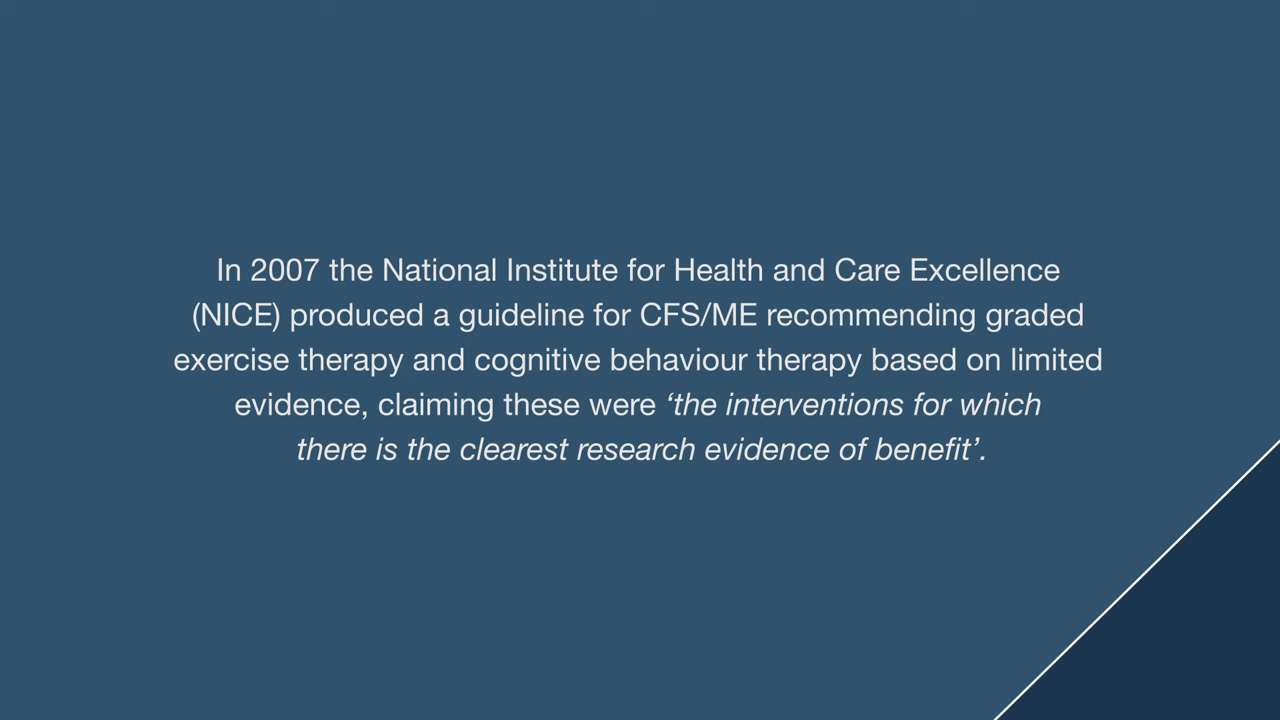 In 2007 the National Institute for Health and Care Excellence
(NICE) produced a guideline for CFS/ME recommending graded
exercise therapy and cognitive behaviour therapy based on limited
evidence, claiming these were ‘the interventions for which
there is the clearest research evidence of benefit’.